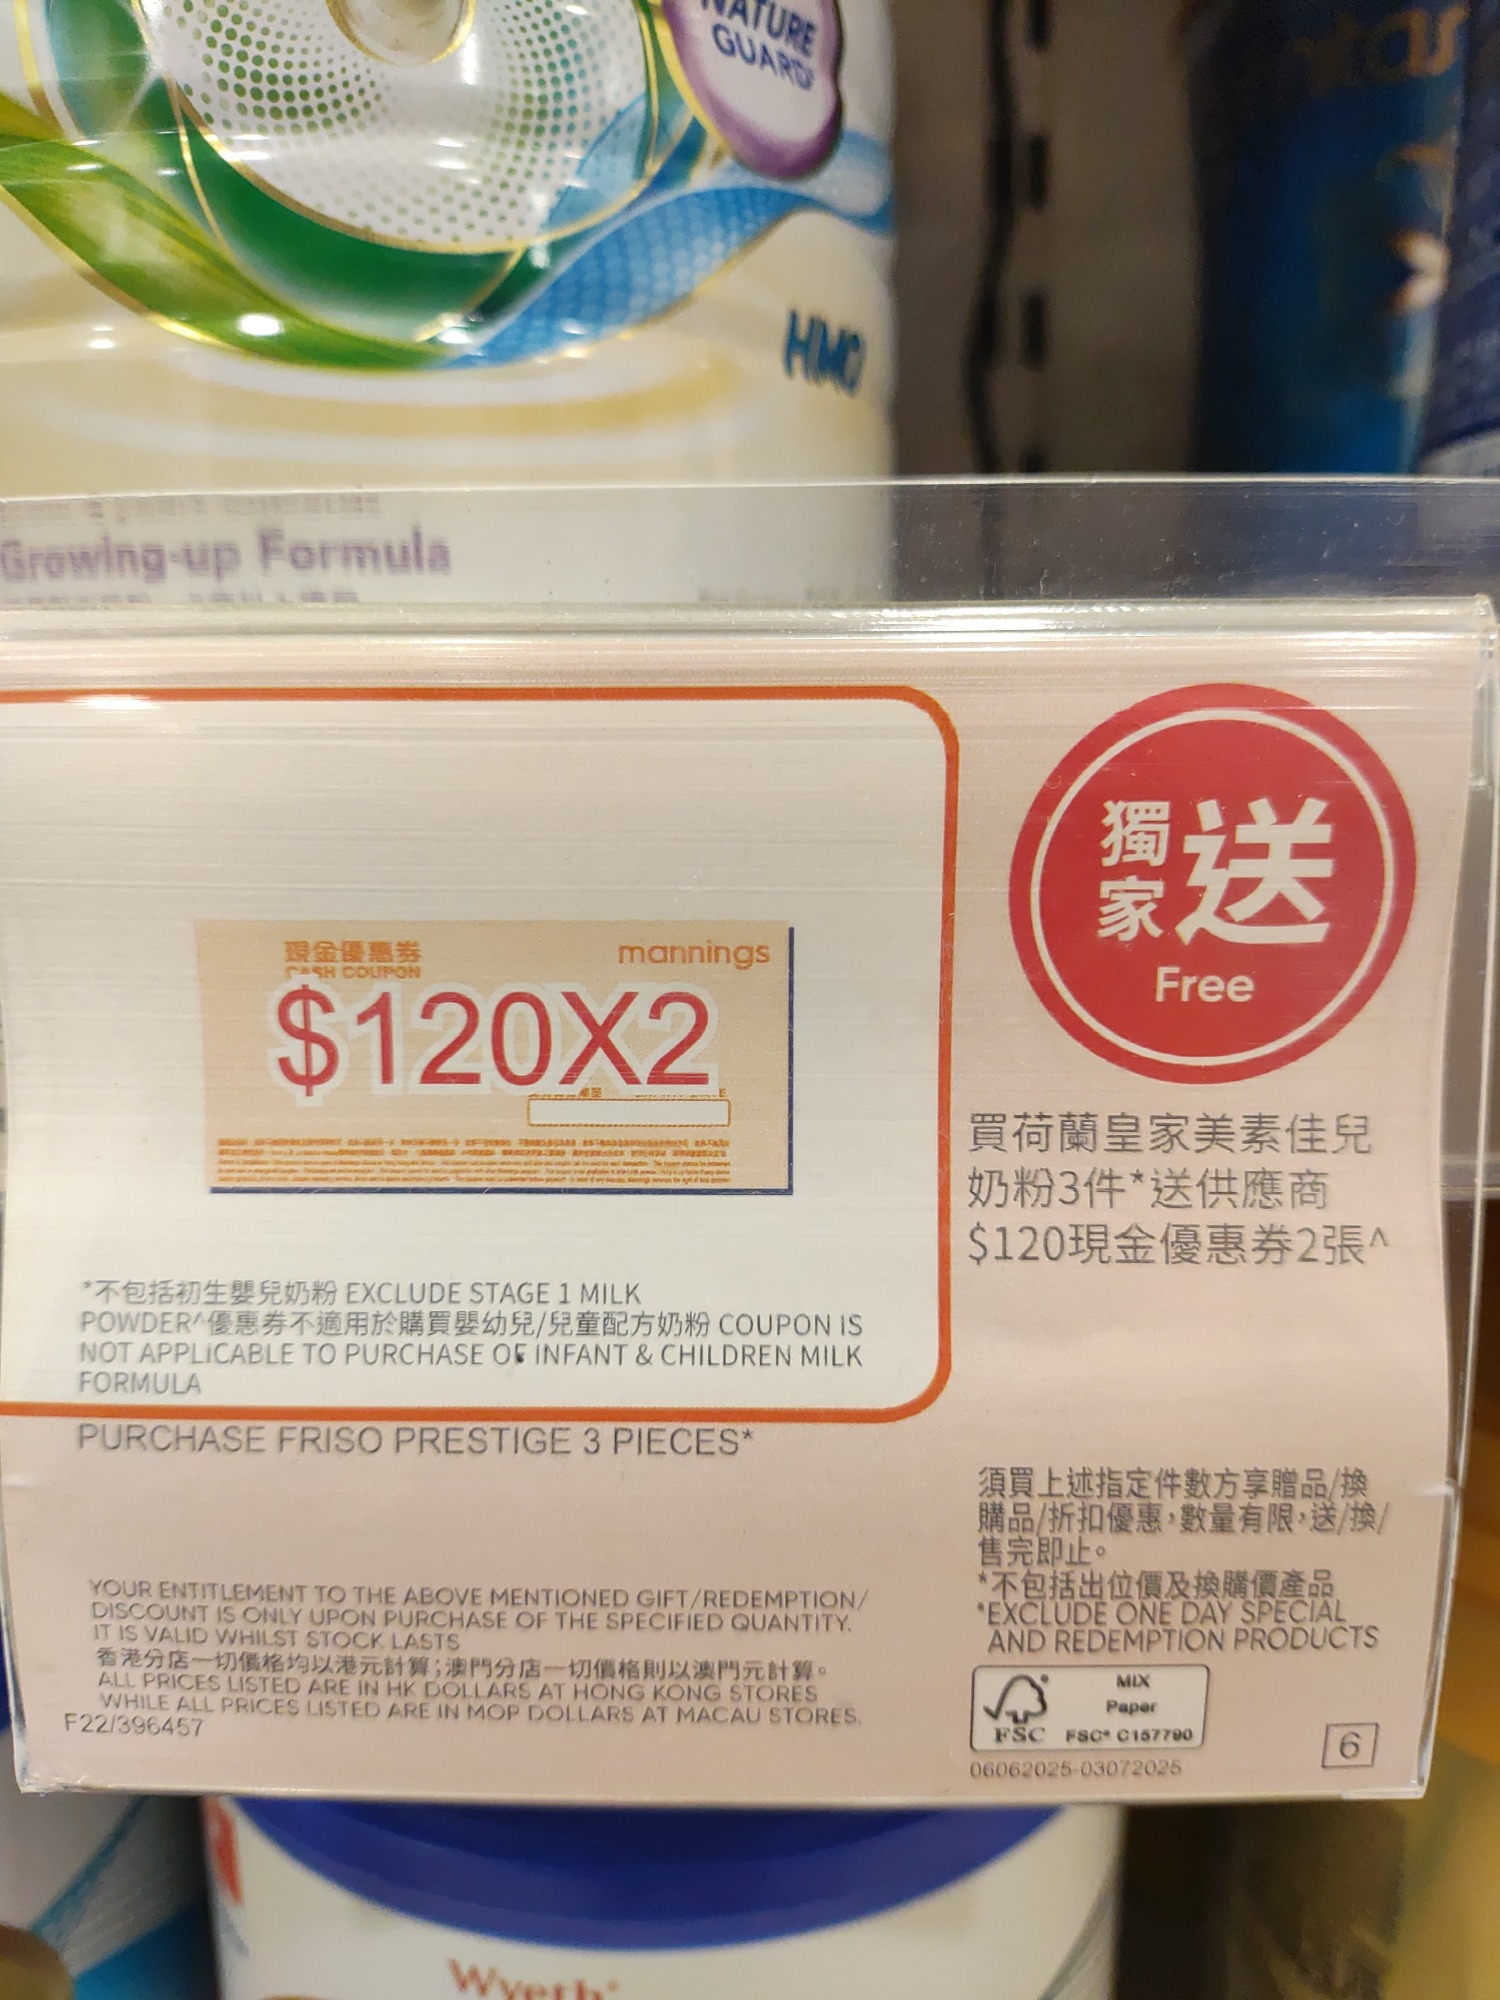 NATURE
GUARD
HMO
Growing-up Formula
獨家
送
Free
現金優惠券
CASH COUPON
mannings
$120X2
買荷蘭皇家美素佳兒
奶粉3件*送供應商
$120現金優惠券2張^
*不包括初生嬰兒奶粉 EXCLUDE STAGE 1 MILK
POWDER^優惠券不適用於購買嬰幼兒/兒童配方奶粉 COUPON IS
NOT APPLICABLE TO PURCHASE OF INFANT & CHILDREN MILK
FORMULA
PURCHASE FRISO PRESTIGE 3 PIECES*
須買上述指定件數方享贈品/換
購品/折扣優惠,數量有限,送/換/
售完即止。
*不包括出位價及換購價產品
*EXCLUDE ONE DAY SPECIAL
AND REDEMPTION PRODUCTS
YOUR ENTITLEMENT TO THE ABOVE MENTIONED GIFT/REDEMPTION/
DISCOUNT IS ONLY UPON PURCHASE OF THE SPECIFIED QUANTITY.
IT IS VALID WHILST STOCK LASTS
香港分店一切價格均以港元計算;澳門分店一切價格則以澳門元計算。
ALL PRICES LISTED ARE IN HK DOLLARS AT HONG KONG STORES
WHILE ALL PRICES LISTED ARE IN MOP DOLLARS AT MACAU STORES.
F22/396457
FSC
MIX
Paper
FSC® C157790
06062025-03072025
6
Wyeth